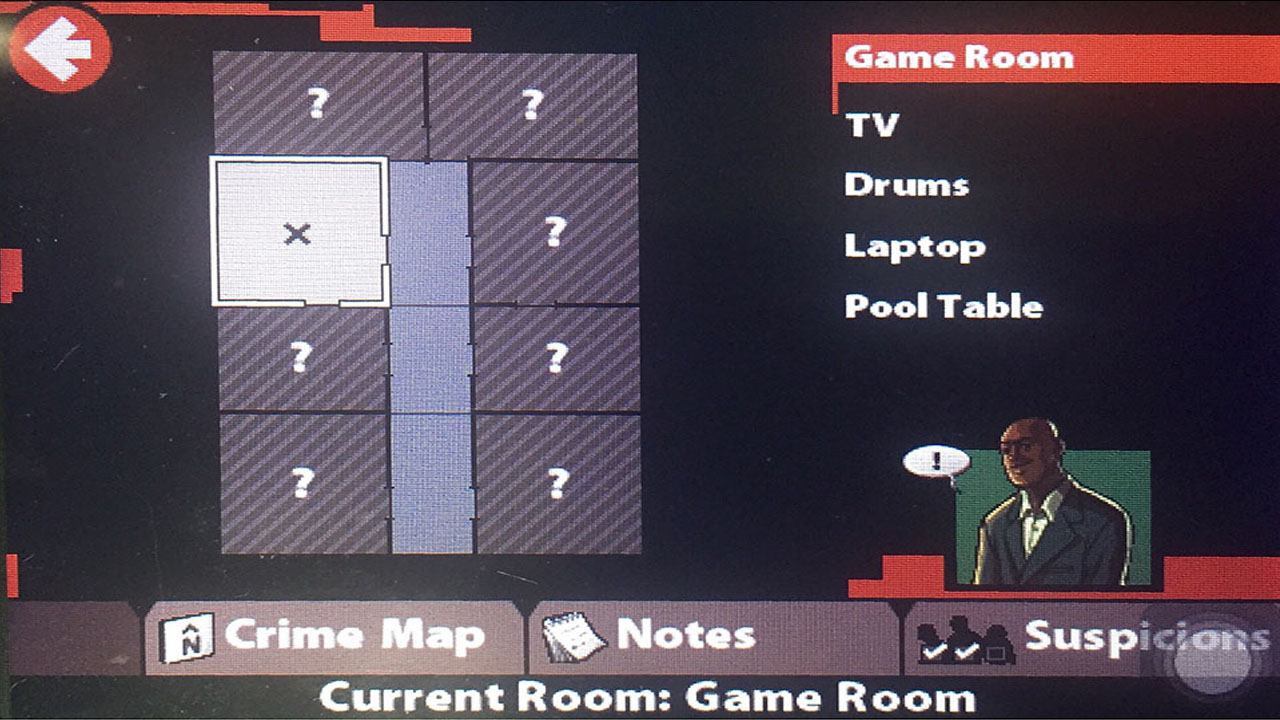 Game Room
? ?
TV
Drums
× ?
Laptop
Pool Table
? ?
!
? ?
N Crime Map
Notes
Suspicions
Current Room: Game Room